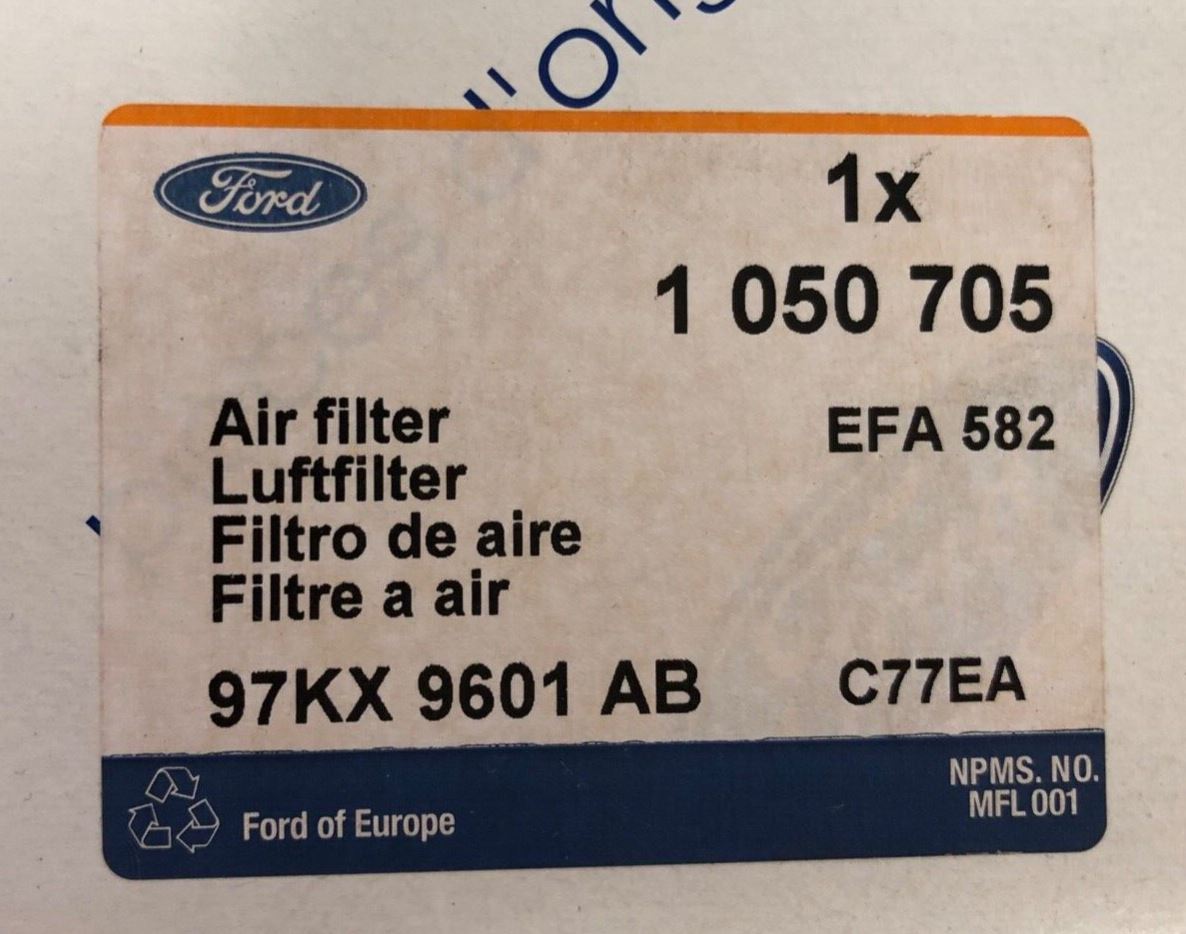 Ford
1x
1 050 705
Air filter
EFA 582
Luftfilter
Filtro de aire
Filtre a air
97KX 9601 AB
C77EA
NPMS. NO.
MFL 001
Ford of Europe